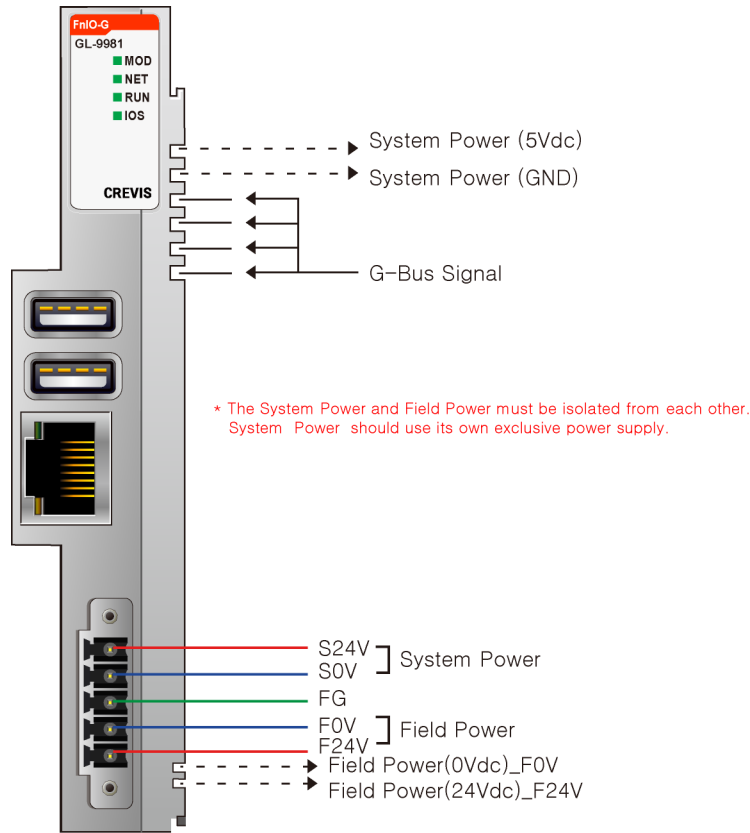 FnIO-G
GL-9981
MOD
NET
RUN
IOS
CREVIS
System Power (5Vdc)
System Power (GND)
G-Bus Signal
* The System Power and Field Power must be isolated from each other.
System Power should use its own exclusive power supply.
S24V
System Power
S0V
FG
F0V
Field Power
F24V
Field Power(0Vdc)_F0V
Field Power(24Vdc)_F24V